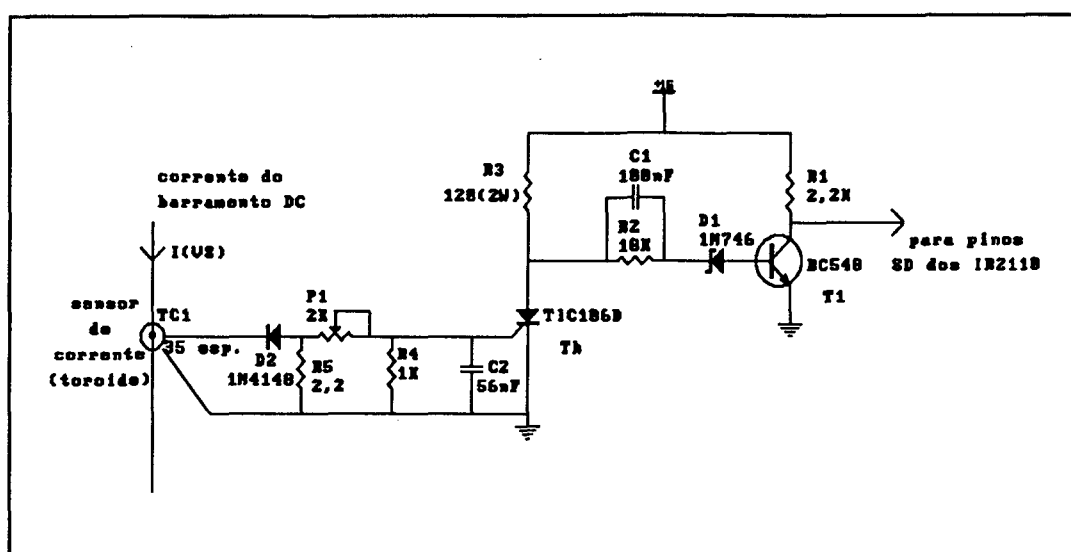 C1
100nF
R3
120(2W)
R1
2,2K
corrente do
barramento DC
R2
10K
D1
1N746
para pinos
SD dos IR2110
BC548
T1
sensor
de
corrente
(toroide)
TC1
35 esp.
P1
2K
TIC106D
Th
D2
1N4148
R5
2,2
R4
1K
C2
56nF